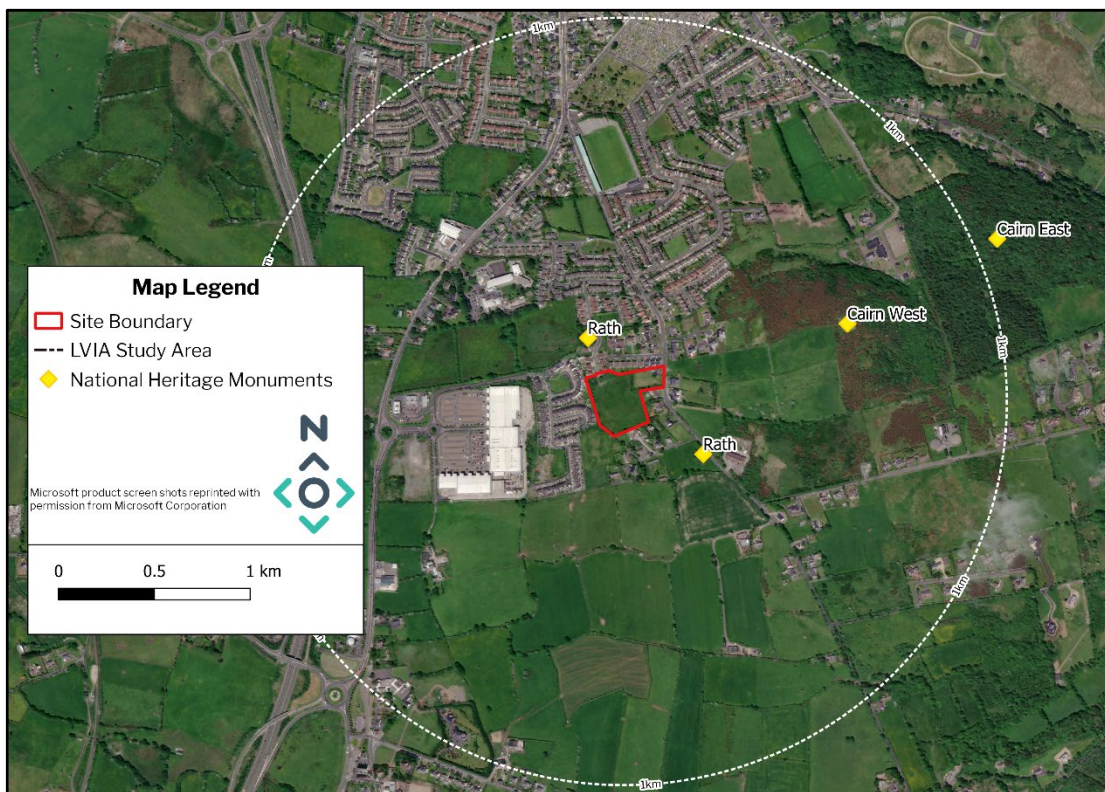 1km
1km
Cairn East
Cairn West
Rath
Rath
1km
1km
1km
Map Legend
Site Boundary
LVIA Study Area
National Heritage Monuments
N
Microsoft product screen shots reprinted with
permission from Microsoft Corporation
0 0.5 1 km